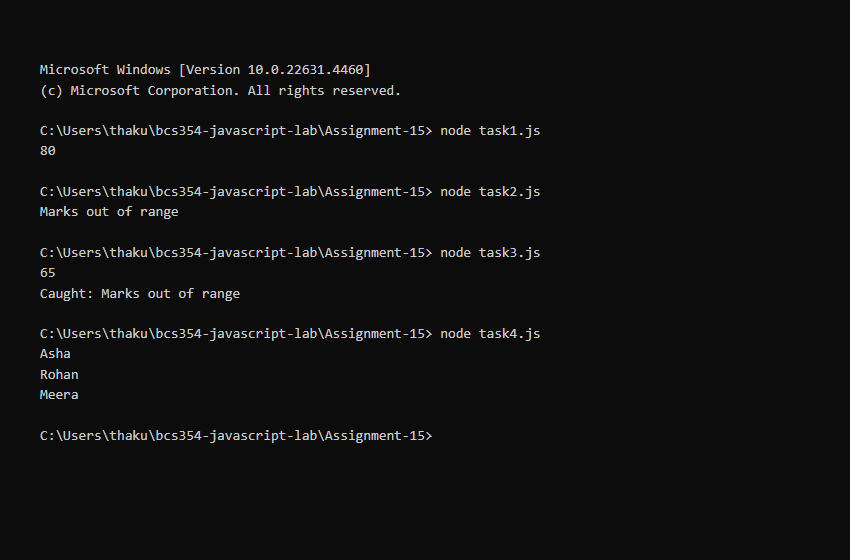 Microsoft Windows [Version 10.0.22631.4460]
(c) Microsoft Corporation. All rights reserved.
C:\Users\thaku\bcs354-javascript-lab\Assignment-15> node task1.js
80
C:\Users\thaku\bcs354-javascript-lab\Assignment-15> node task2.js
Marks out of range
C:\Users\thaku\bcs354-javascript-lab\Assignment-15> node task3.js
65
Caught: Marks out of range
C:\Users\thaku\bcs354-javascript-lab\Assignment-15> node task4.js
Asha
Rohan
Meera
C:\Users\thaku\bcs354-javascript-lab\Assignment-15>